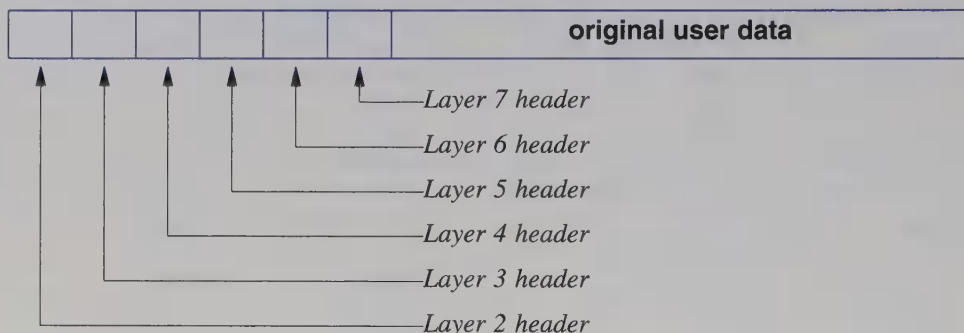 original user data
Layer 7 header
Layer 6 header
Layer 5 header
Layer 4 header
Layer 3 header
Layer 2 header